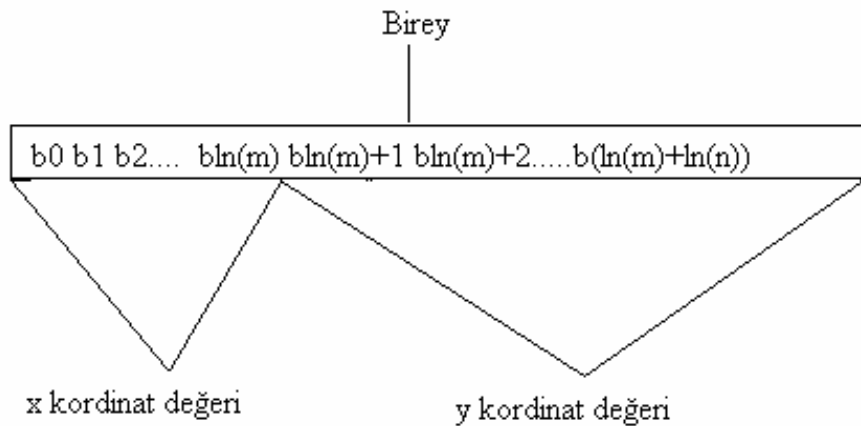 Birey
b0 b1 b2.... bln(m) bln(m)+1 bln(m)+2.....b(ln(m)+ln(n))
x kordinat değeri
y kordinat değeri